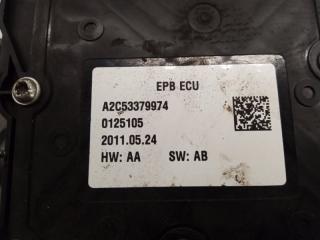 EPB ECU
A2C53379974
0125105
2011.05.24
HW: AA SW: AB